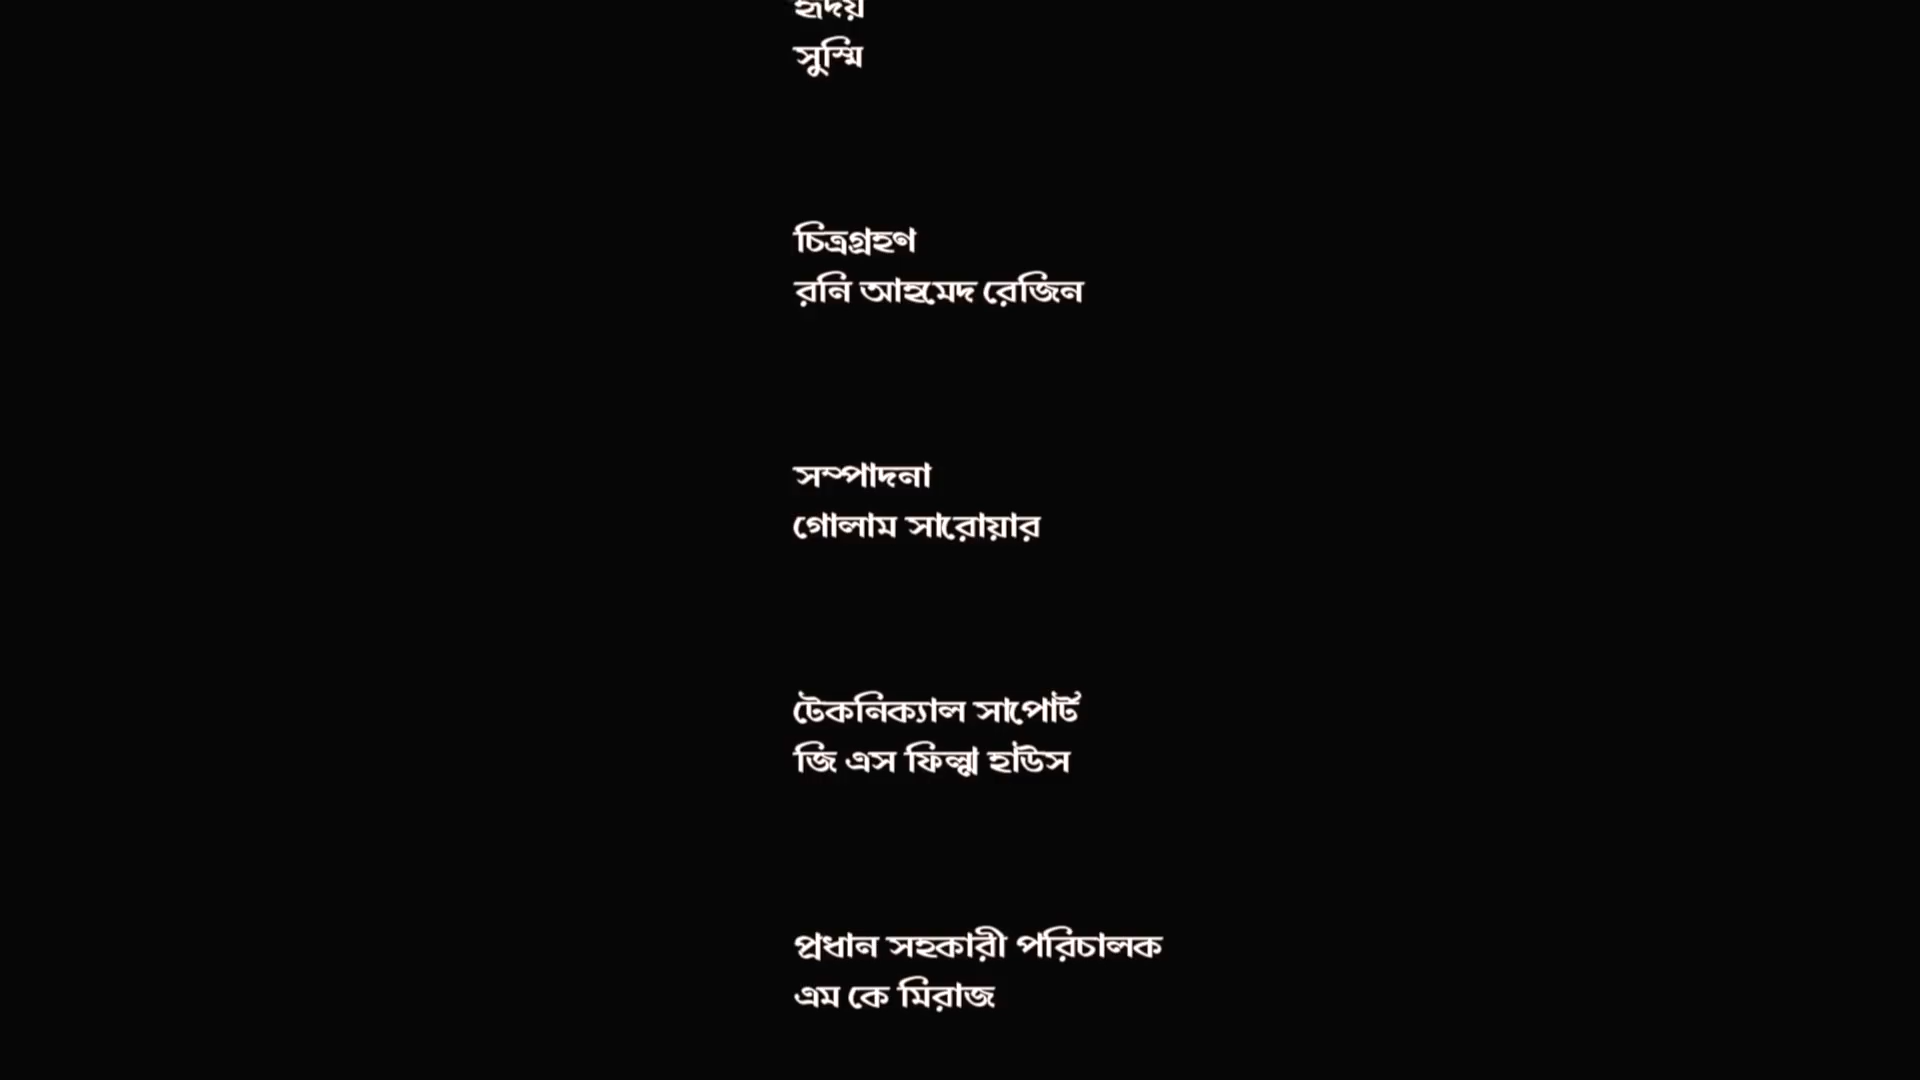 হৃদয়
সুস্মি
চিত্রগ্রহণ
রনি আহমেদ রেজিন
সম্পাদনা
গোলাম সারোয়ার
টেকনিক্যাল সাপোর্ট
জি এস ফিল্ম হাউস
প্রধান সহকারী পরিচালক
এম কে মিরাজ